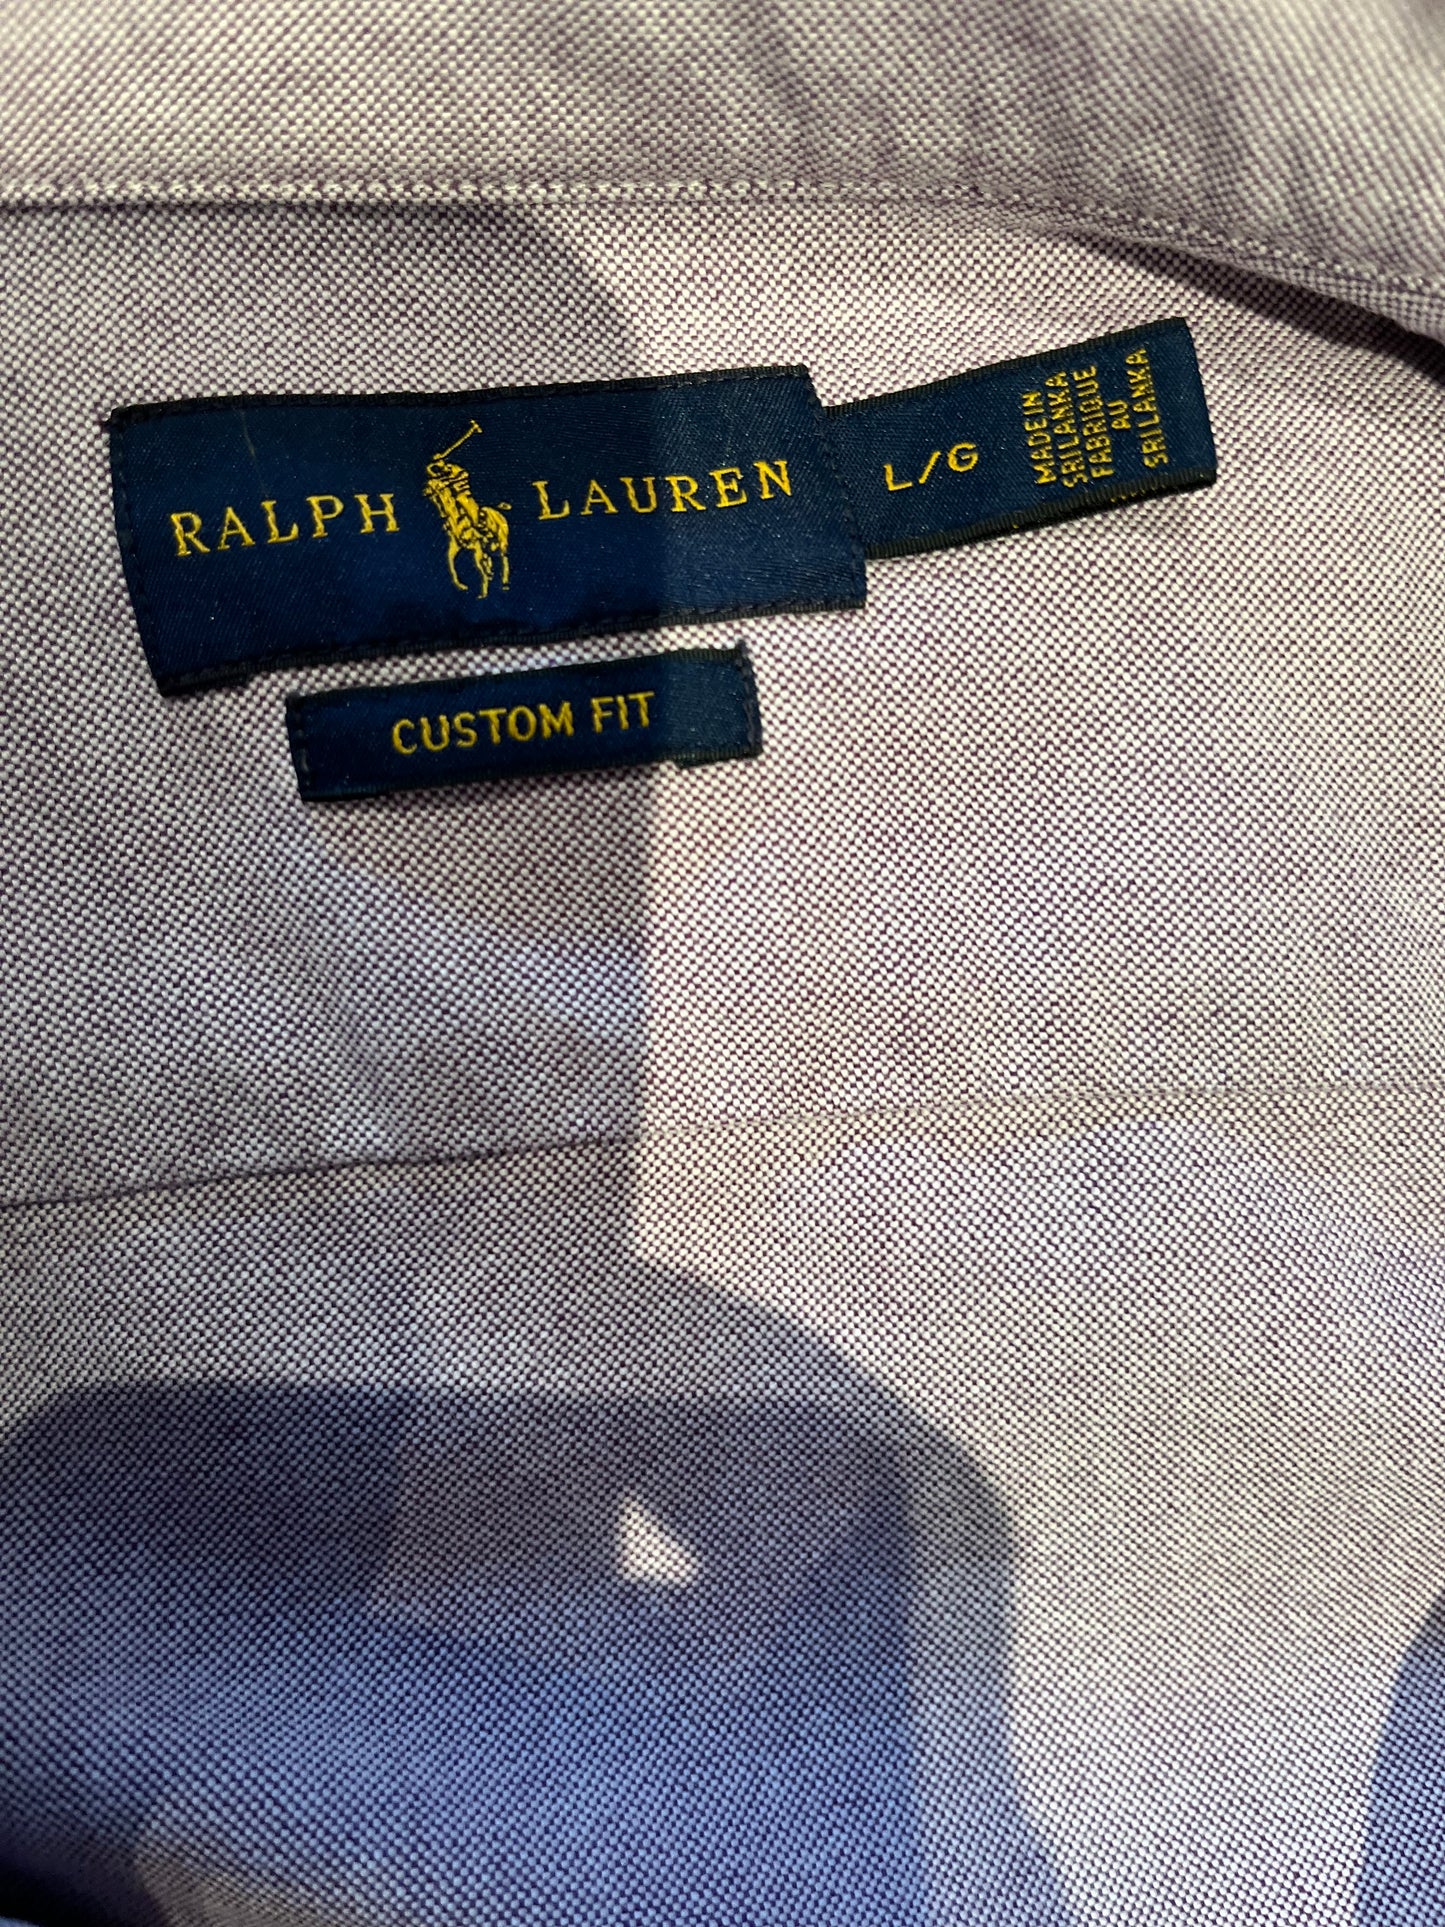 RALPH LAUREN
L/G
MADE IN
SRI LANKA
FABRIQUE
AU
SRI LANKA
CUSTOM FIT